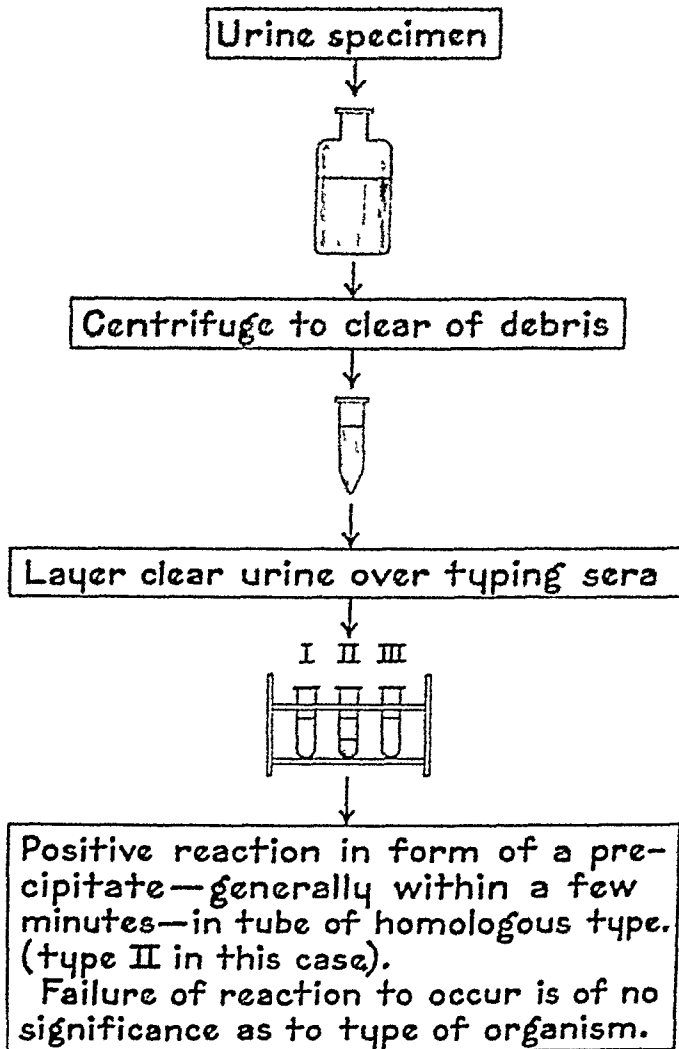 Urine specimen
Centrifuge to clear of debris
Layer clear urine over typing sera
I II III
Positive reaction in form of a pre-
cipitate—generally within a few
minutes—in tube of homologous type.
(type II in this case).
Failure of reaction to occur is of no
significance as to type of organism.